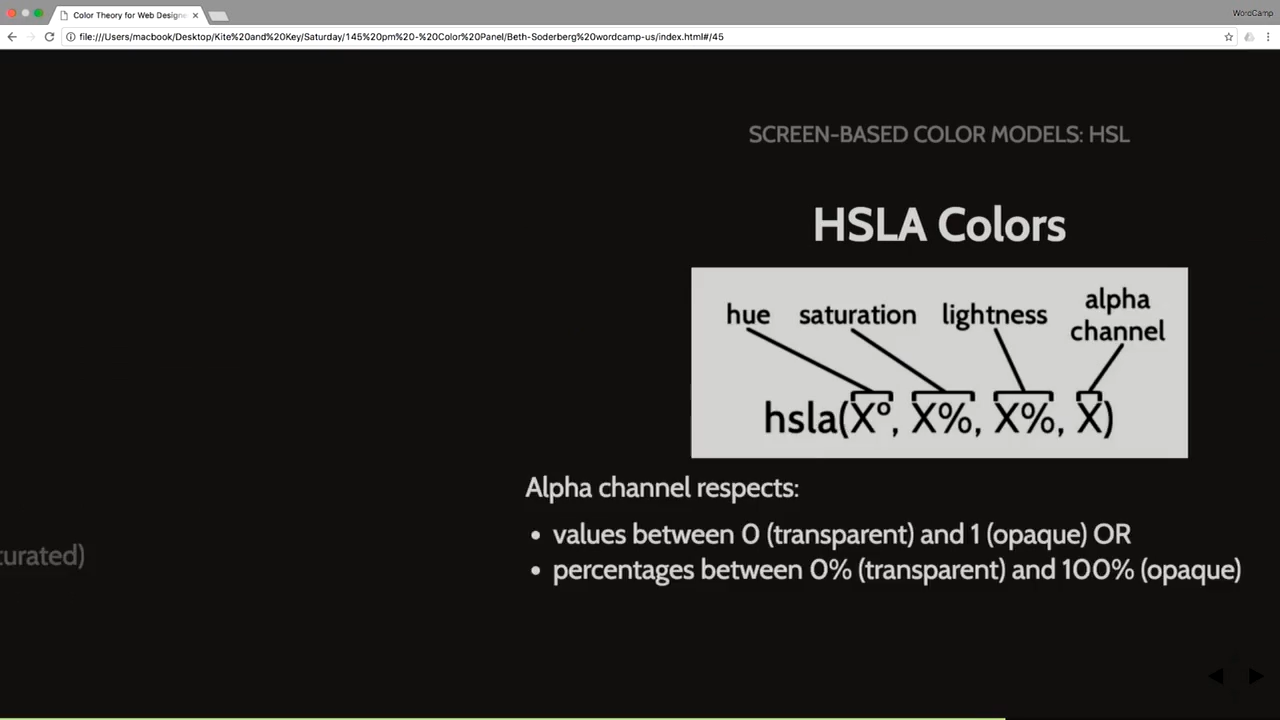 Color Theory for Web Designe
WordCamp
file:///Users/macbook/Desktop/Kite%20and%20Key/Saturday/145%20pm%20-%20Color%20Panel/Beth-Soderberg%20wordcamp-us/index.html#/45
SCREEN-BASED COLOR MODELS: HSL
HSLA Colors
hue saturation lightness alpha channel
hsla(Xº, X%, X%, X)
Alpha channel respects:
• values between 0 (transparent) and 1 (opaque) OR
turated)
• percentages between 0% (transparent) and 100% (opaque)